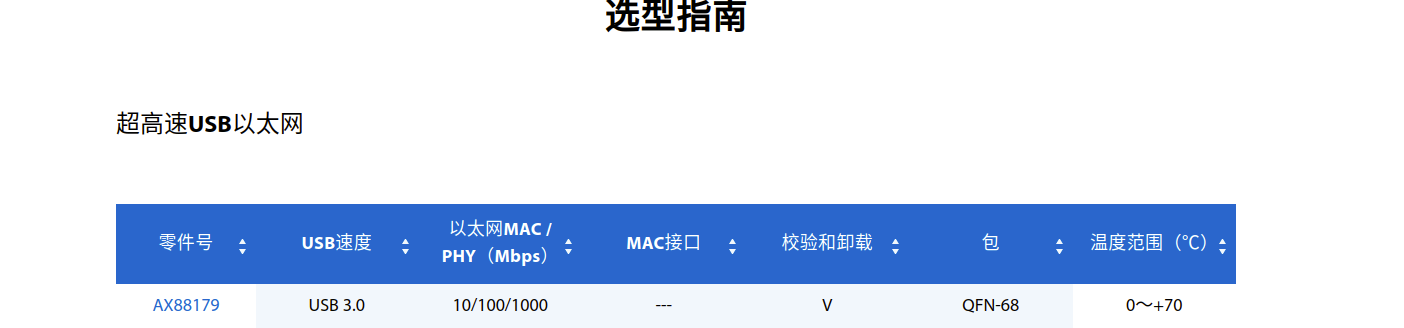 选型指南
超高速USB以太网
零件号 USB速度 以太网MAC / PHY（Mbps） MAC接口 校验和卸载 包 温度范围（℃）
AX88179 USB 3.0 10/100/1000 --- V QFN-68 0～+70